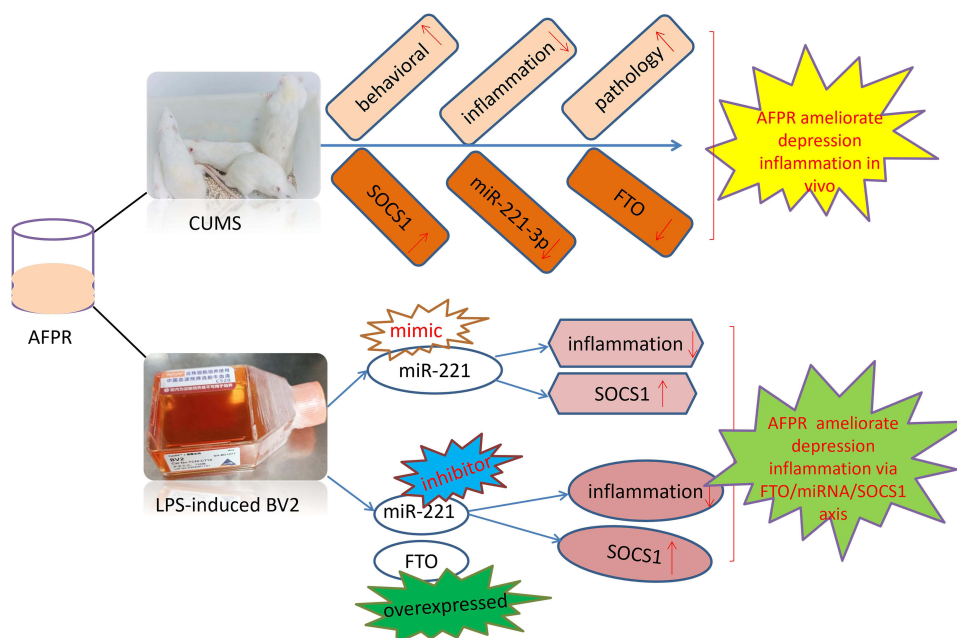 behavioral
inflammation
pathology
CUMS
SOCS1
miR-221-3p
FTO
AFPR ameliorate
depression
inflammation in
vivo
AFPR
mimic
miR-221
inflammation
SOCS1
BV2
LPS-induced BV2
inhibitor
miR-221
inflammation
SOCS1
FTO
overexpressed
AFPR ameliorate
depression
inflammation via
FTO/miRNA/SOCS1
axis